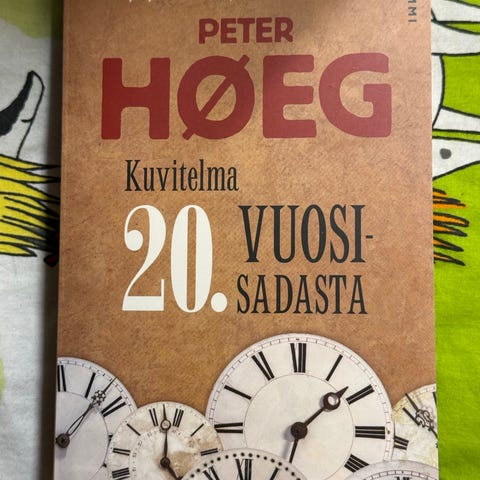 PETER
HØEG
Kuvitelma
20. VUOSI-
SADASTA